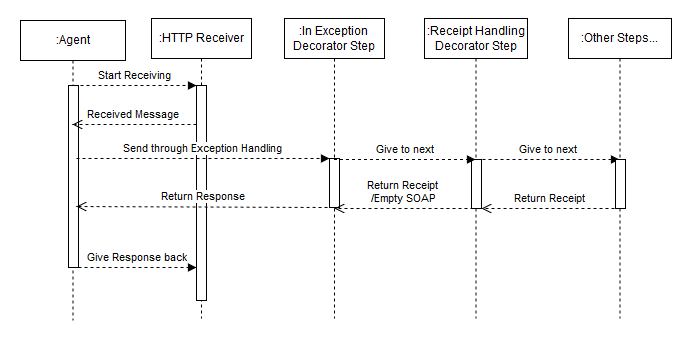 :Agent
:HTTP Receiver
:In Exception
Decorator Step
:Receipt Handling
Decorator Step
:Other Steps...
Start Receiving
Received Message
Send through Exception Handling
Give to next
Give to next
Return Response
Return Receipt
/Empty SOAP
Return Receipt
Give Response back